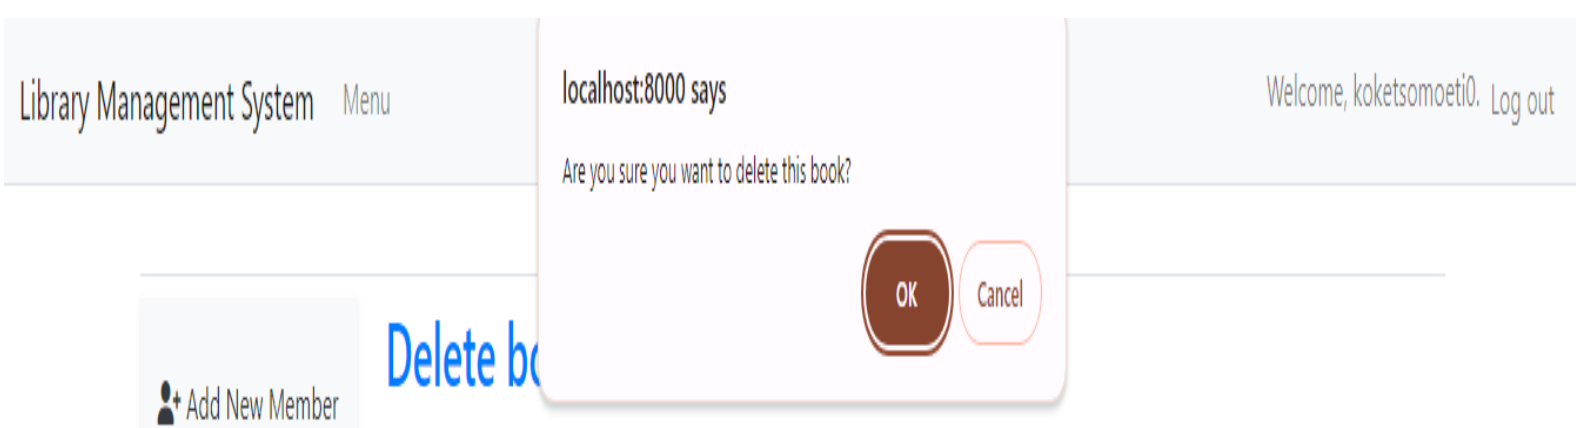 Library Management System Menu
localhost:8000 says
Are you sure you want to delete this book?
OK Cancel
Welcome, koketsomoeti0. Log out
Delete
Add New Member